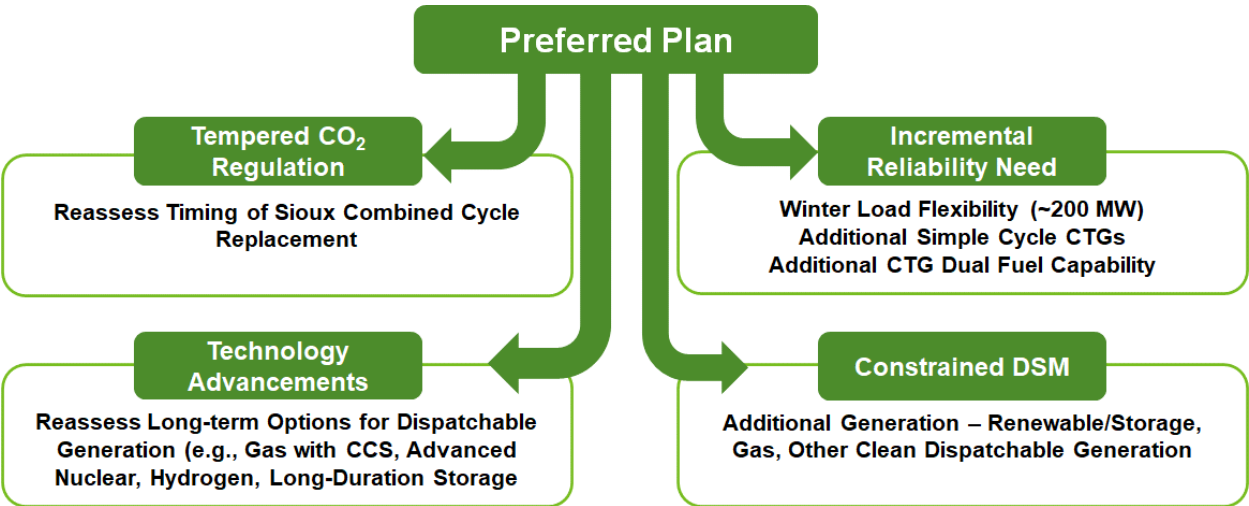 Preferred Plan
Tempered CO₂
Regulation
Reassess Timing of Sioux Combined Cycle
Replacement
Incremental
Reliability Need
Winter Load Flexibility (~200 MW)
Additional Simple Cycle CTGs
Additional CTG Dual Fuel Capability
Technology
Advancements
Reassess Long-term Options for Dispatchable
Generation (e.g., Gas with CCS, Advanced
Nuclear, Hydrogen, Long-Duration Storage
Constrained DSM
Additional Generation – Renewable/Storage,
Gas, Other Clean Dispatchable Generation